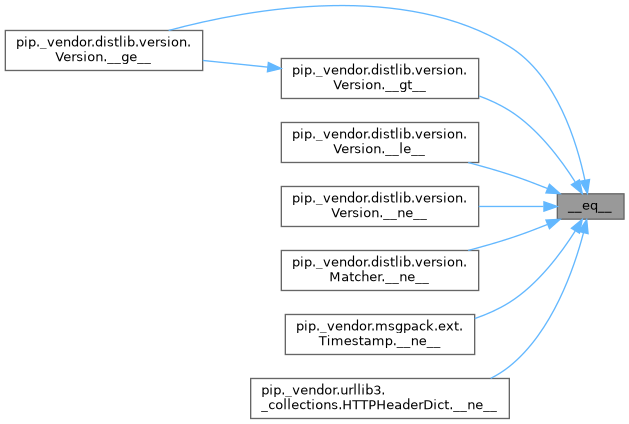 pip._vendor.distlib.version.
Version.__ge__
pip._vendor.distlib.version.
Version.__gt__
pip._vendor.distlib.version.
Version.__le__
pip._vendor.distlib.version.
Version.__ne__
__eq__
pip._vendor.distlib.version.
Matcher.__ne__
pip._vendor.msgpack.ext.
Timestamp.__ne__
pip._vendor.urllib3.
_collections.HTTPHeaderDict.__ne__